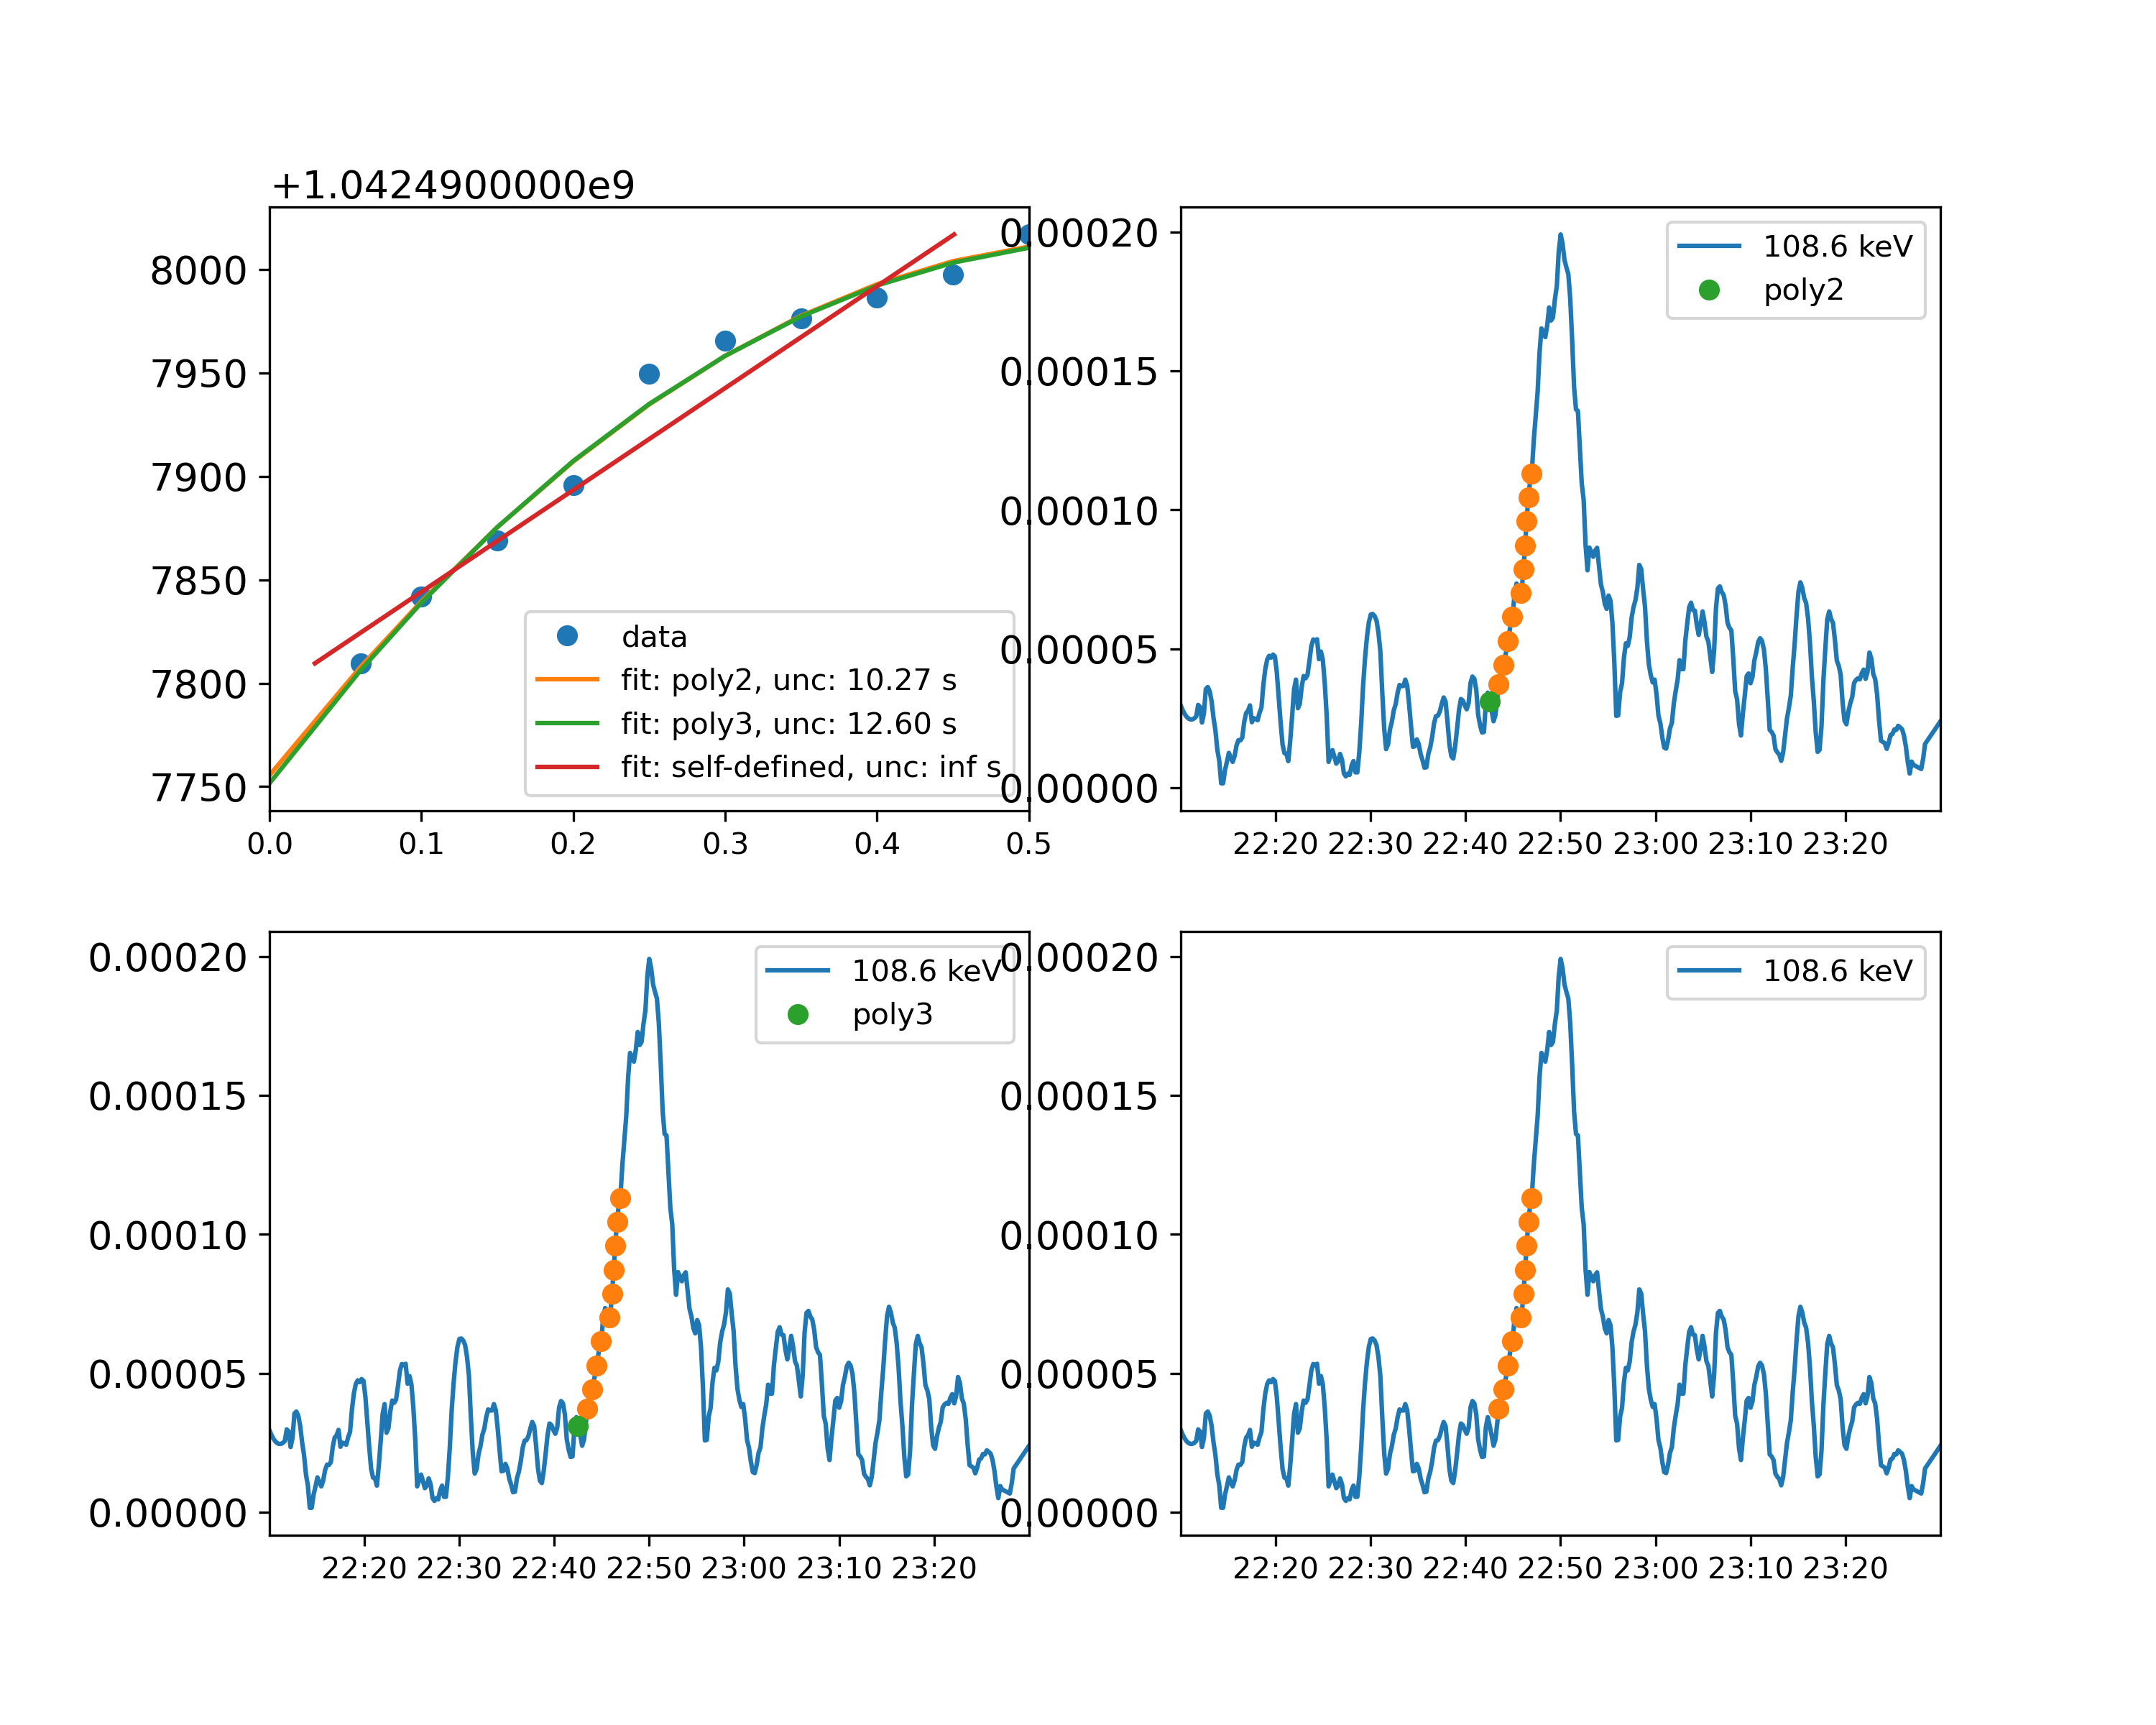 +1.0424900000e9
8000
7950
7900
7850
7800
7750
0.0 0.1 0.2 0.3 0.4 0.5
data
fit: poly2, unc: 10.27 s
fit: poly3, unc: 12.60 s
fit: self-defined, unc: inf s
0.00020
0.00015
0.00010
0.00005
0.00000
22:20 22:30 22:40 22:50 23:00 23:10 23:20
108.6 keV
poly2
0.00020
0.00015
0.00010
0.00005
0.00000
22:20 22:30 22:40 22:50 23:00 23:10 23:20
108.6 keV
poly3
0.00020
0.00015
0.00010
0.00005
0.00000
22:20 22:30 22:40 22:50 23:00 23:10 23:20
108.6 keV